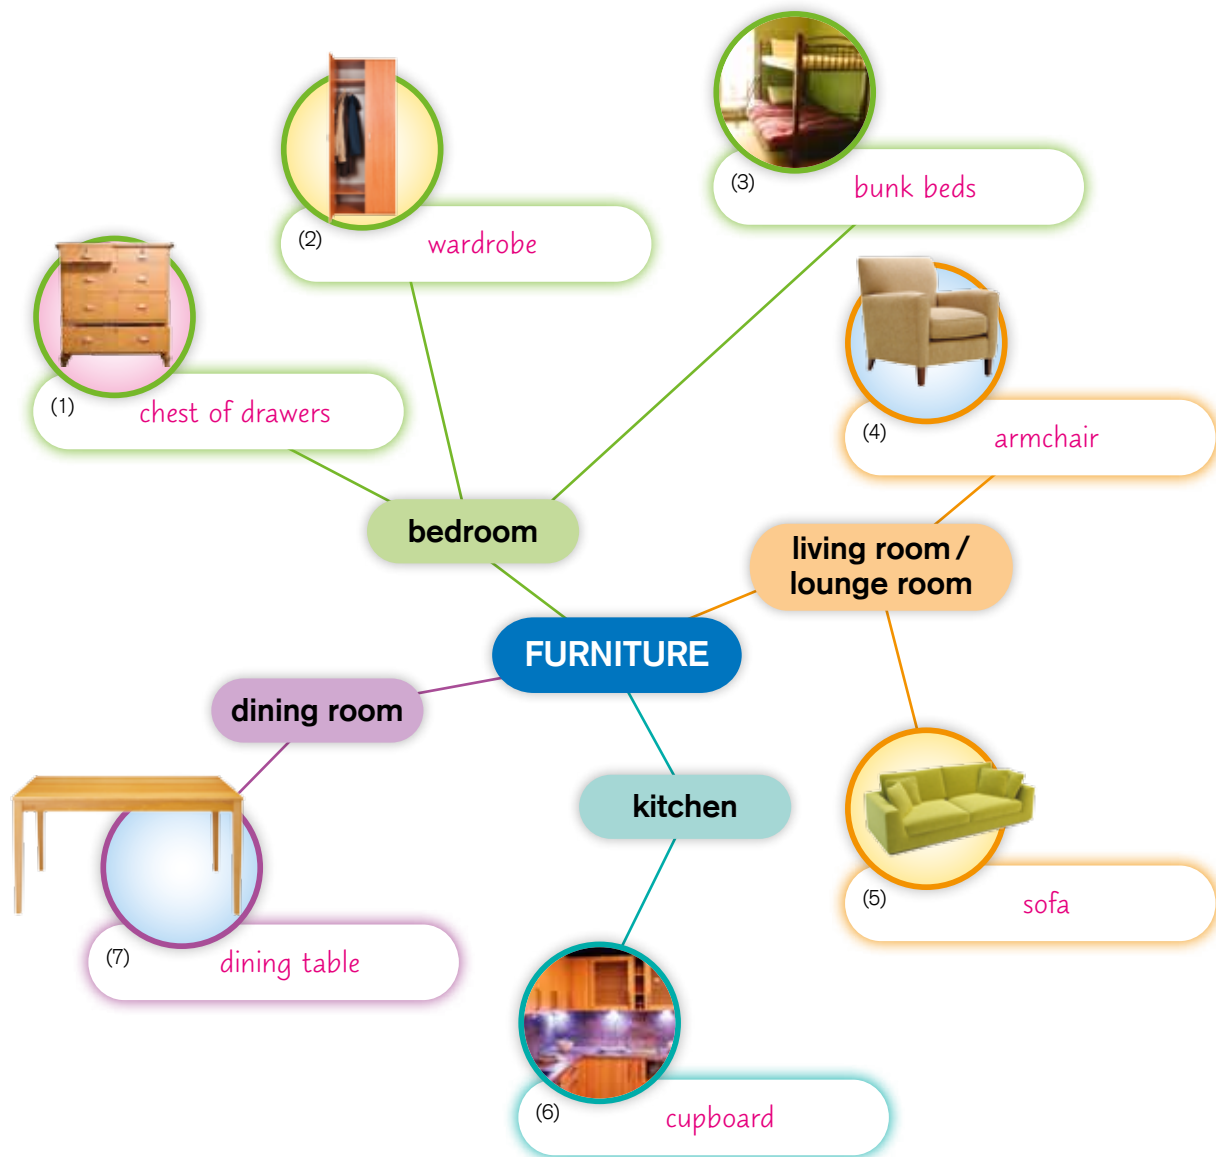 (1) chest of drawers
(2) wardrobe
(3) bunk beds
(4) armchair
bedroom
living room /
lounge room
FURNITURE
dining room
kitchen
(5) sofa
(7) dining table
(6) cupboard